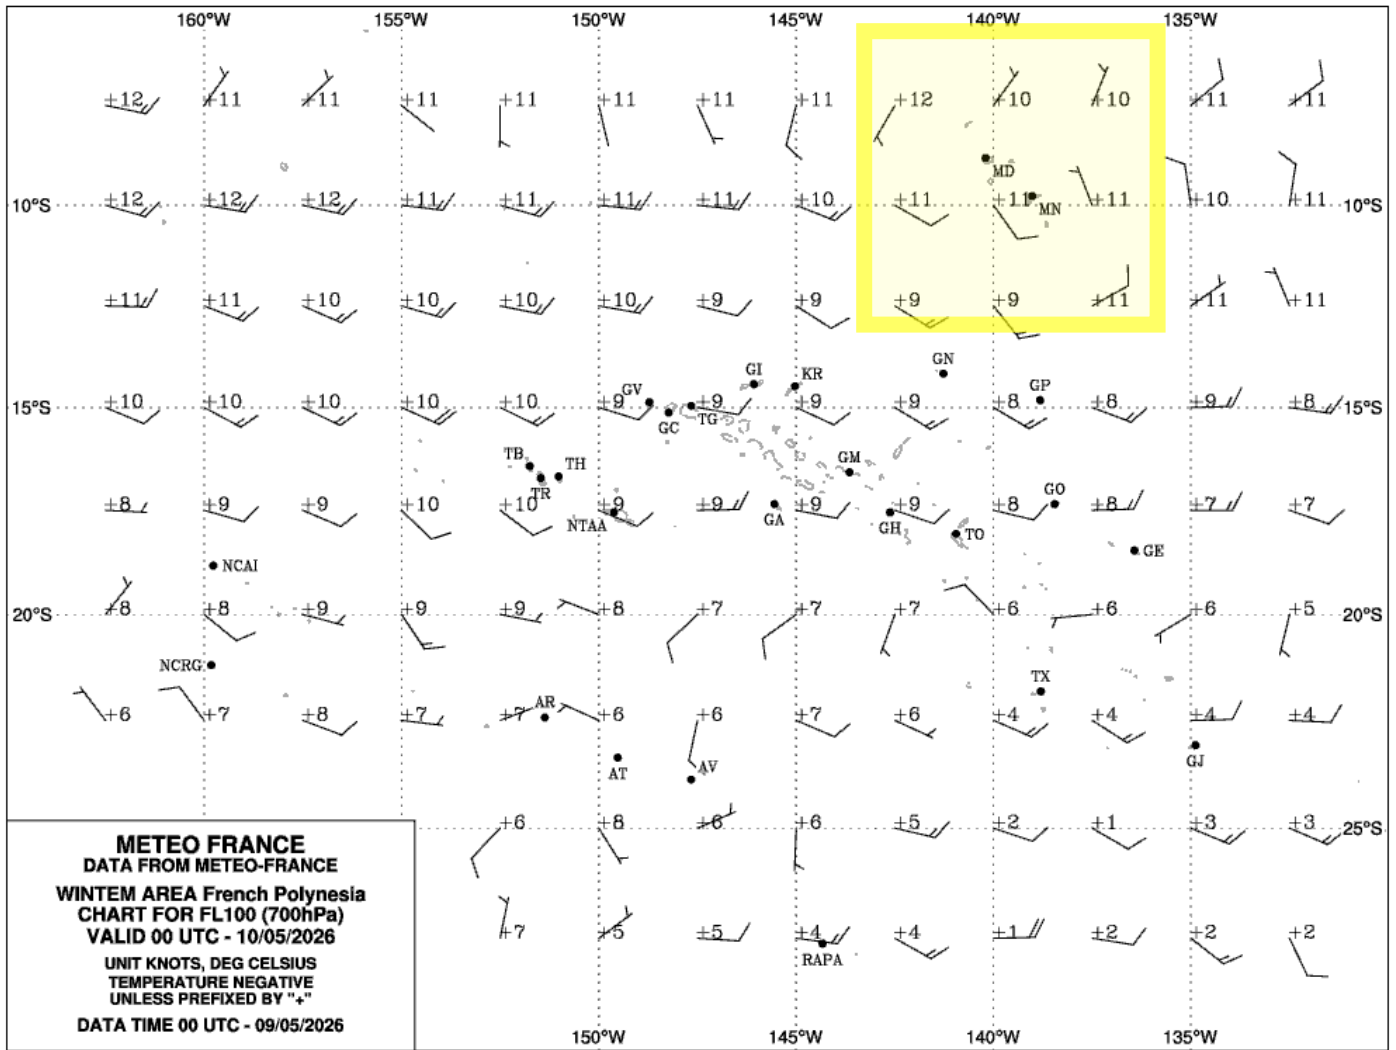 160°W 155°W 150°W 145°W 140°W 135°W
+12 +11 +11 +11 +11 +11 +11 +11 +12 +10 +10 +11 +11
MD
10°S +12 +12 +12 +11 +11 +11 +11 +10 +11 +11 +11 +10 +11 10°S
MN
+11 +11 +10 +10 +10 +10 +9 +9 +9 +9 +11 +11 +11
GN
GI KR
GV GP
15°S +10 +10 +10 +10 +10 +9 +9 +9 +9 +8 +8 +9 +8 15°S
GC TG
TB TH GM
TR GO
+8 +9 +9 +10 +10 +9 +9 +9 +9 +8 +8 +7 +7
NTAA GA GH TO
GE
NCAI
20°S +8 +8 +9 +9 +9 +8 +7 +7 +7 +6 +6 +6 +5 20°S
NCRG
TX
AR
+6 +7 +8 +7 +7 +6 +6 +7 +6 +4 +4 +4 +4
GJ
AT AV
+6 +8 +6 +6 +5 +2 +1 +3 +3 25°S
METEO FRANCE
DATA FROM METEO-FRANCE
WINTEM AREA French Polynesia
CHART FOR FL100 (700hPa)
VALID 00 UTC - 10/05/2026
+7 +5 +5 +4 +4 +1 +2 +2 +2
RAPA
UNIT KNOTS, DEG CELSIUS
TEMPERATURE NEGATIVE
UNLESS PREFIXED BY "+"
DATA TIME 00 UTC - 09/05/2026
150°W 145°W 140°W 135°W